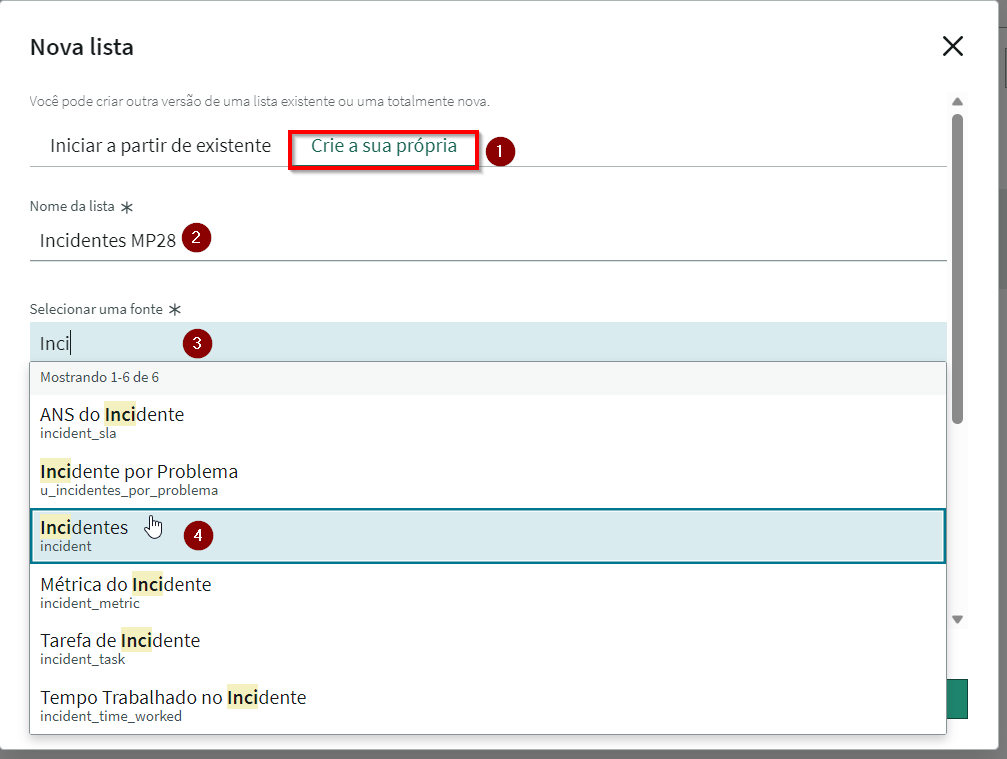 Nova lista
Você pode criar outra versão de uma lista existente ou uma totalmente nova.
Iniciar a partir de existente Crie a sua própria 1
Nome da lista *
Incidentes MP28 2
Selecionar uma fonte *
Inci 3
Mostrando 1-6 de 6
ANS do Incidente
incident_sla
Incidente por Problema
u_incidentes_por_problema
Incidentes 4
incident
Métrica do Incidente
incident_metric
Tarefa de Incidente
incident_task
Tempo Trabalhado no Incidente
incident_time_worked